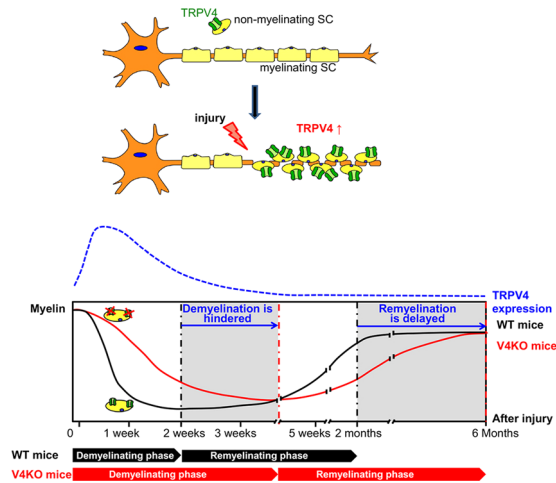 TRPV4
non-myelinating SC
myelinating SC
injury
TRPV4 ↑
TRPV4
expression
Myelin
Demyelination is
hindered
Remyelination
is delayed
WT mice
V4KO mice
After injury
0 1 week 2 weeks 3 weeks 5 weeks 2 months 6 Months
WT mice Demyelinating phase Remyelinating phase
V4KO mice Demyelinating phase Remyelinating phase